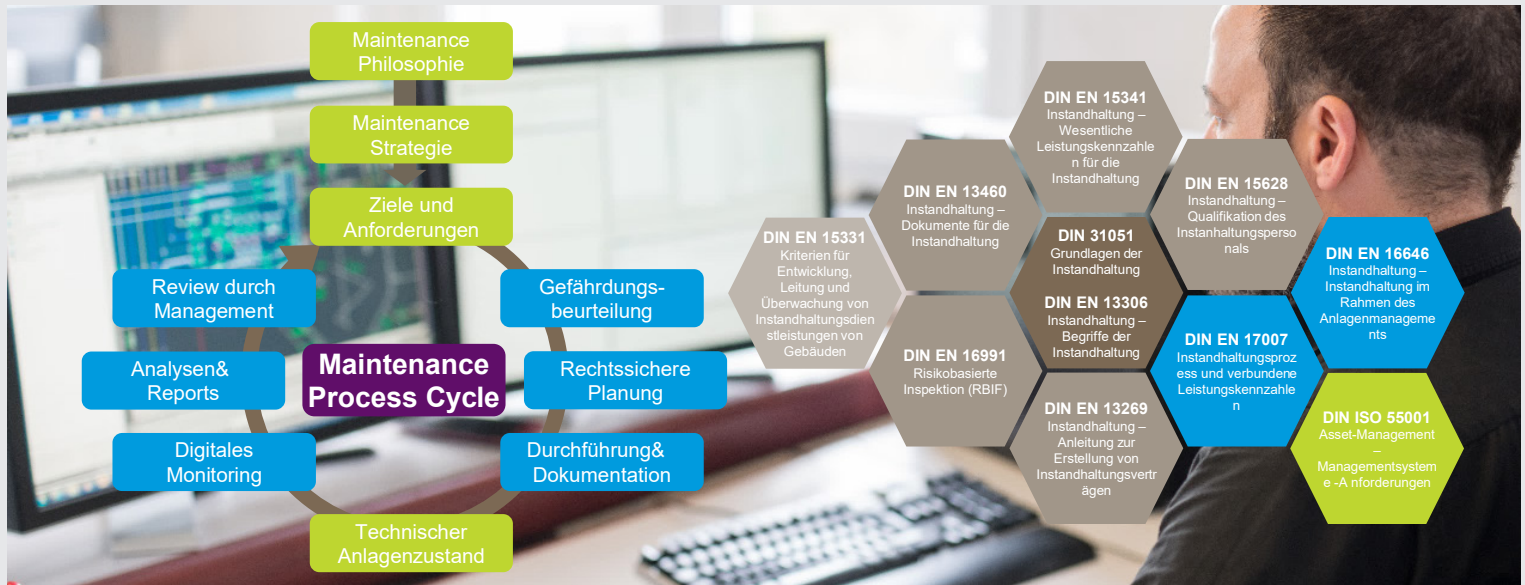 Maintenance
Philosophie
Maintenance
Strategie
Ziele und
Anforderungen
Gefährdungs-
beurteilung
Rechtssichere
Planung
Durchführung&
Dokumentation
Technischer
Anlagenzustand
Digitales
Monitoring
Analysen&
Reports
Review durch
Management
Maintenance
Process Cycle
DIN EN 15331
Kriterien für
Entwicklung,
Leitung und
Überwachung von
Instandhaltungsdien
stleistungen von
Gebäuden
DIN EN 13460
Instandhaltung –
Dokumente für die
Instandhaltung
DIN EN 16991
Risikobasierte
Inspektion (RBIF)
DIN EN 15341
Instandhaltung –
Wesentliche
Leistungskennzahle
n für die
Instandhaltung
DIN 31051
Grundlagen der
Instandhaltung
DIN EN 13306
Instandhaltung –
Begriffe der
Instandhaltung
DIN EN 13269
Instandhaltung –
Anleitung zur
Erstellung von
Instandhaltungsvertr
ägen
DIN EN 15628
Instandhaltung –
Qualifikation des
Instanhaltungsperso
nals
DIN EN 17007
Instandhaltungsproz
ess und verbundene
Leistungskennzahle
n
DIN EN 16646
Instandhaltung –
Instandhaltung im
Rahmen des
Anlagenmanageme
nts
DIN ISO 55001
Asset-Management
–
Managementsystem
e -A nforderungen